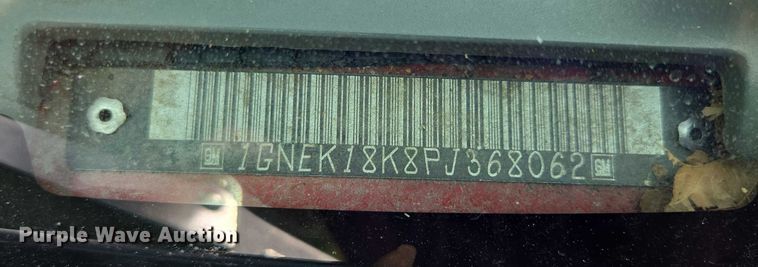 GM 1GNEK18K8PJ368062 GM
Purple Wave Auction